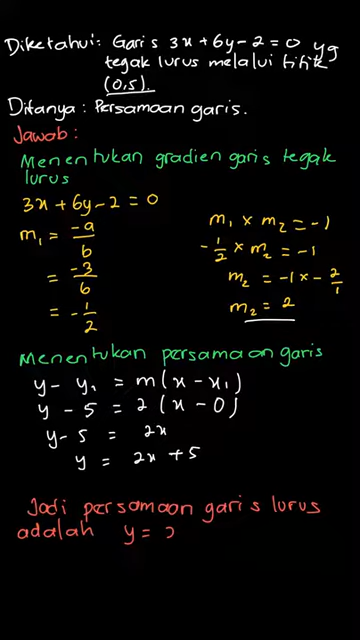 Diketahui: Garis 3x + 6y - 2 = 0 yg
tegak lurus melalui titik
(0,5).
Ditanya: Persamaan garis.
Jawab:
Menentukan gradien garis tegak
lurus
3x + 6y - 2 = 0
m₁ = -a/b
= -3/6
= -1/2
m₁ × m₂ = -1
-1/2 × m₂ = -1
m₂ = -1 × -2/1
m₂ = 2
Menentukan persamaan garis
y - y₁ = m(x - x₁)
y - 5 = 2(x - 0)
y - 5 = 2x
y = 2x + 5
Jadi persamaan garis lurus
adalah y =